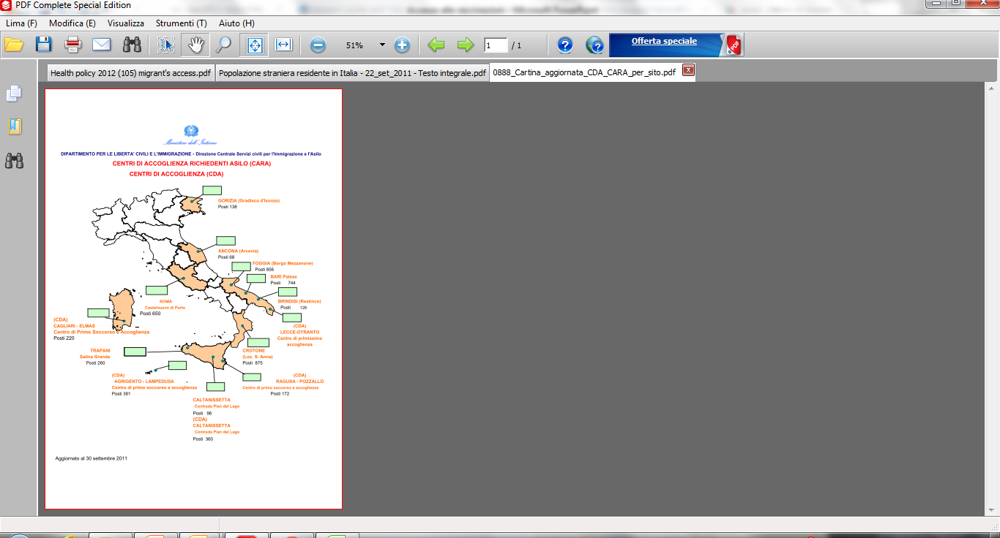 PDF Complete Special Edition
Lima (F) Modifica (E) Visualizza Strumenti (T) Aiuto (H)
51% 1 / 1 Offerta speciale
Health policy 2012 (105) migrant's access.pdf Popolazione straniera residente in Italia - 22_set_2011 - Testo integrale.pdf 0888_Cartina_aggiornata_CDA_CARA_per_sito.pdf
Ministero dell'Interno
DIPARTIMENTO PER LE LIBERTA' CIVILI E L'IMMIGRAZIONE - Direzione Centrale Servizi civili per l'Immigrazione e l'Asilo
CENTRI DI ACCOGLIENZA RICHIEDENTI ASILO (CARA)
CENTRI DI ACCOGLIENZA (CDA)
GORIZIA (Gradisca d'Isonzo)
Posti 138
ANCONA (Arcevia)
Posti 68
FOGGIA (Borgo Mezzanone)
Posti 856
BARI Palese
Posti 744
ROMA
Castelnuovo di Porto
Posti 650
BRINDISI (Restinco)
Posti 128
(CDA)
CAGLIARI - ELMAS
Centro di Primo Soccorso e Accoglienza
Posti 220
(CDA)
LECCE-OTRANTO
Centro di primissima
accoglienza
TRAPANI
Salina Grande
Posti 260
CROTONE
(Loc. S. Anna)
Posti 875
(CDA)
AGRIGENTO - LAMPEDUSA
Centro di primo soccorso e accoglienza
Posti 381
(CDA)
RAGUSA - POZZALLO
Centro di primo soccorso e accoglienza
Posti 172
CALTANISSETTA
Contrada Pian del Lago
Posti 96
(CDA)
CALTANISSETTA
Contrada Pian del Lago
Posti 360
Aggiornato al 30 settembre 2011